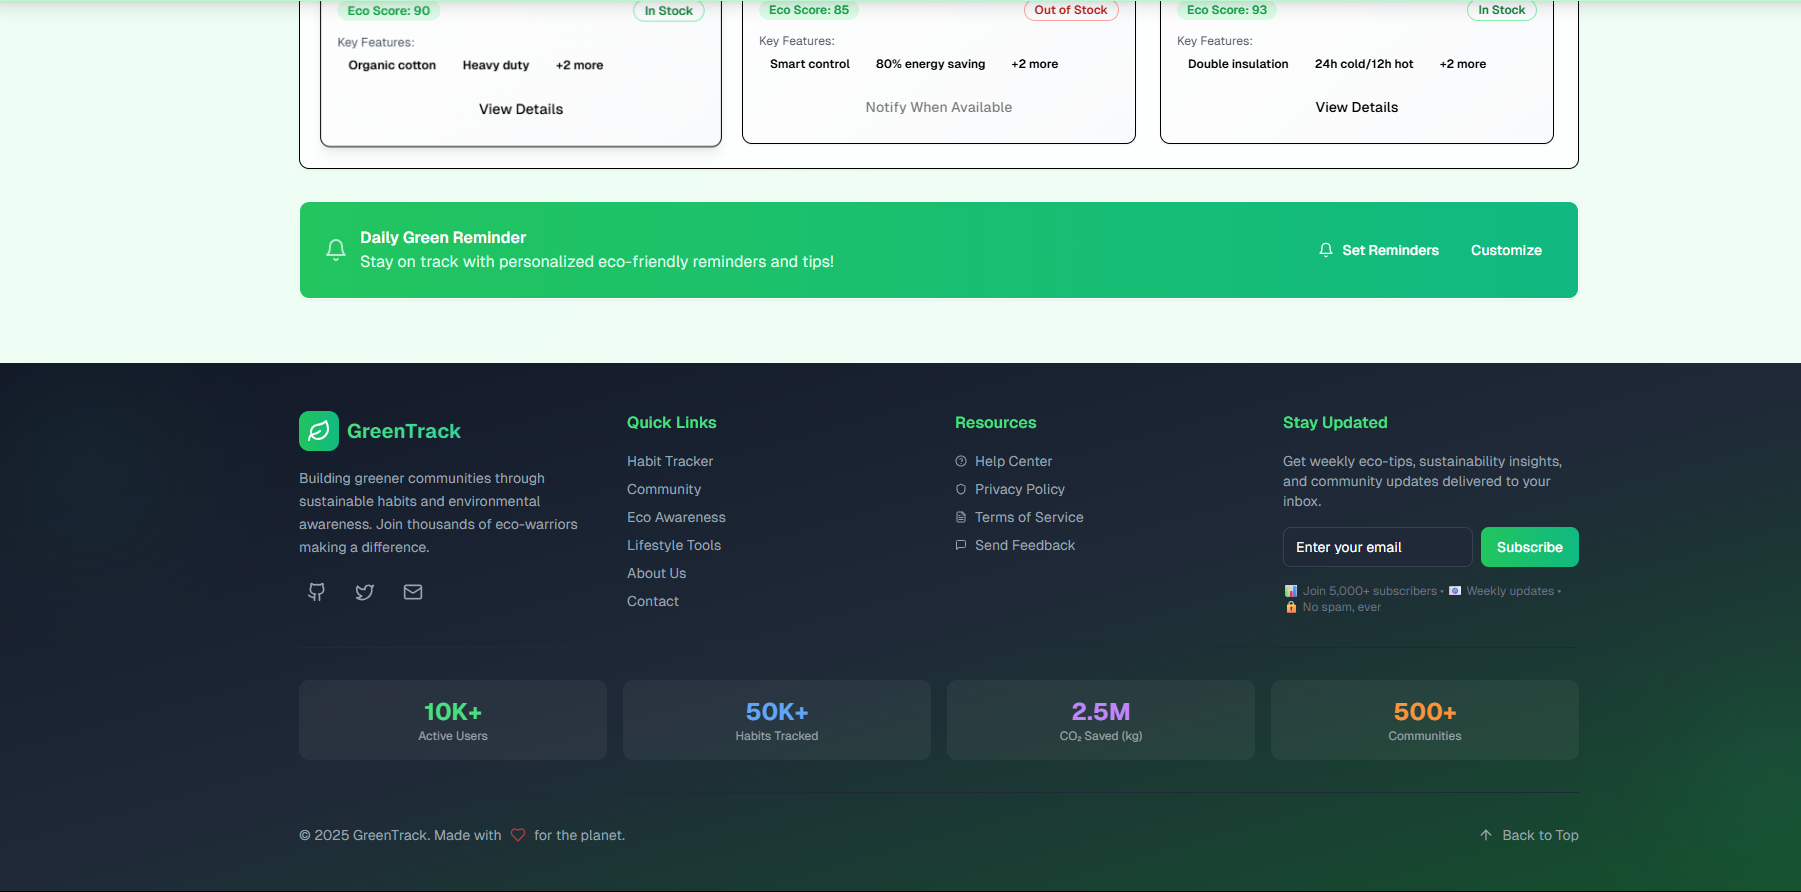 Eco Score: 90
In Stock
Key Features:
Organic cotton
Heavy duty
+2 more
View Details
Eco Score: 85
Out of Stock
Key Features:
Smart control
80% energy saving
+2 more
Notify When Available
Eco Score: 93
In Stock
Key Features:
Double insulation
24h cold/12h hot
+2 more
View Details
Daily Green Reminder
Stay on track with personalized eco-friendly reminders and tips!
Set Reminders
Customize
GreenTrack
Building greener communities through
sustainable habits and environmental
awareness. Join thousands of eco-warriors
making a difference.
Quick Links
Habit Tracker
Community
Eco Awareness
Lifestyle Tools
About Us
Contact
Resources
Help Center
Privacy Policy
Terms of Service
Send Feedback
Stay Updated
Get weekly eco-tips, sustainability insights,
and community updates delivered to your
inbox.
Enter your email
Subscribe
📊 Join 5,000+ subscribers • 📧 Weekly updates •
🔒 No spam, ever
10K+
Active Users
50K+
Habits Tracked
2.5M
CO₂ Saved (kg)
500+
Communities
© 2025 GreenTrack. Made with ♡ for the planet.
↑ Back to Top